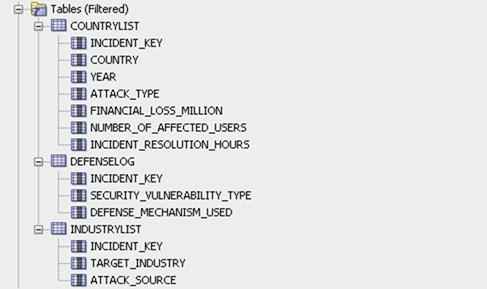 Tables (Filtered)
COUNTRYLIST
INCIDENT_KEY
COUNTRY
YEAR
ATTACK_TYPE
FINANCIAL_LOSS_MILLION
NUMBER_OF_AFFECTED_USERS
INCIDENT_RESOLUTION_HOURS
DEFENSELOG
INCIDENT_KEY
SECURITY_VULNERABILITY_TYPE
DEFENSE_MECHANISM_USED
INDUSTRYLIST
INCIDENT_KEY
TARGET_INDUSTRY
ATTACK_SOURCE